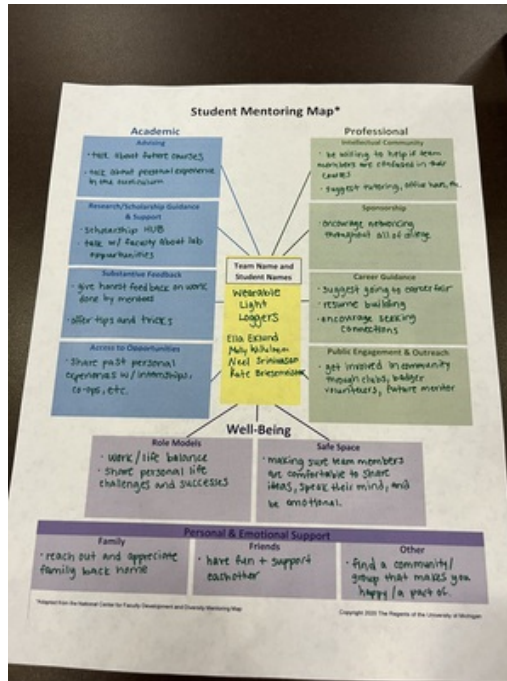 Student Mentoring Map*
Academic
Advising
· talk about future courses
· talk about personal experience
in the curriculum
Research/Scholarship Guidance
& Support
· scholarship HUB
· talk w/ faculty about lab
oppurtunities
Substantive Feedback
· give honest feedback on work
done by mentees
· offer tips and tricks
Access to Opportunities
· share past personal
experiences w/ internships,
co-ops, etc.
Professional
Intellectual Community
· be willing to help if team
members are confused in their
courses
· suggest tutoring, office hours, etc.
Sponsorship
· encourage networking
throughout all of college
Career Guidance
· suggest going to career fair
· resume building
· encourage seeking
connections
Public Engagement & Outreach
· get involved in community
through clubs, badger
volunteers, future mentor
Team Name and
Student Names
Wearable
Light
Loggers
Ella Eklund
Molly
Neel Srinivasan
Kate Briesemeister
Well-Being
Role Models
· work/life balance
· share personal life
challenges and successes
Safe Space
· making sure team members
are comfortable to share
ideas, speak their mind, and
be emotional.
Personal & Emotional Support
Family
· reach out and appreciate
family back home
Friends
· have fun + support
eachother
Other
· find a community/
group that makes you
happy/a part of.
*Adapted from the National Center for Faculty Development and Diversity Mentoring Map
Copyright 2020 The Regents of the University of Michigan